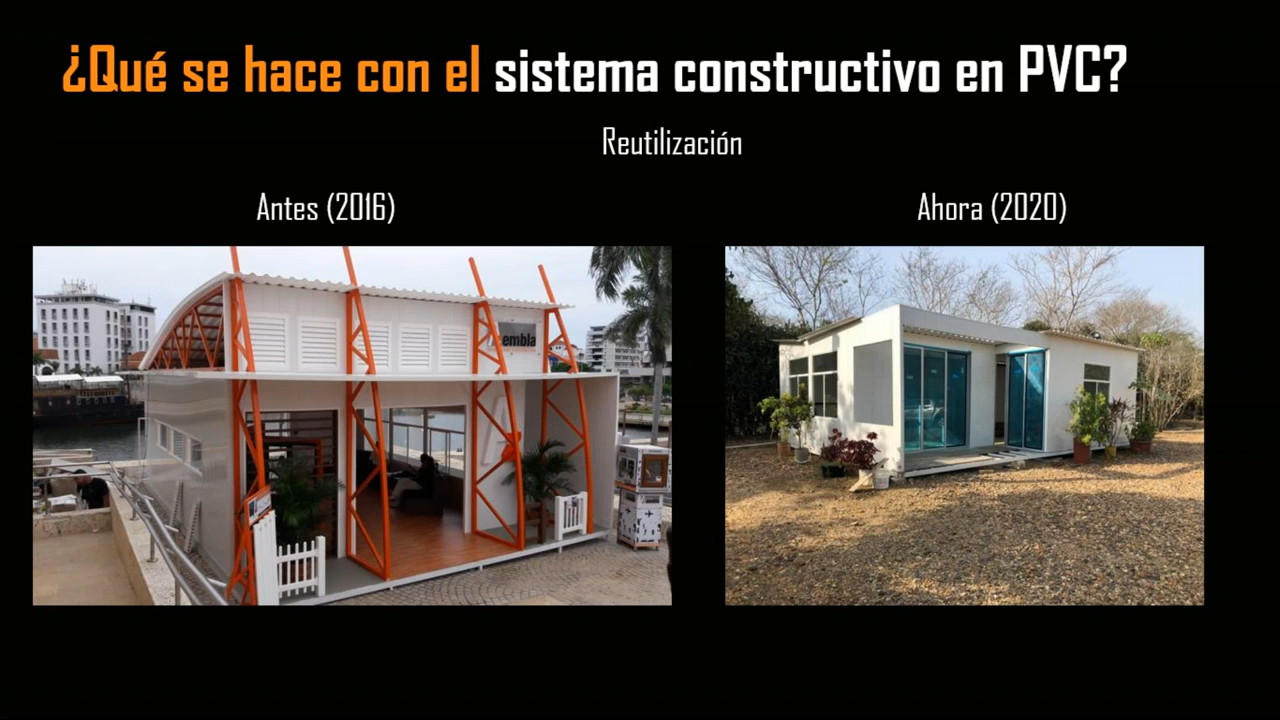 ¿Qué se hace con el sistema constructivo en PVC?
Reutilización
Antes (2016)
Ahora (2020)